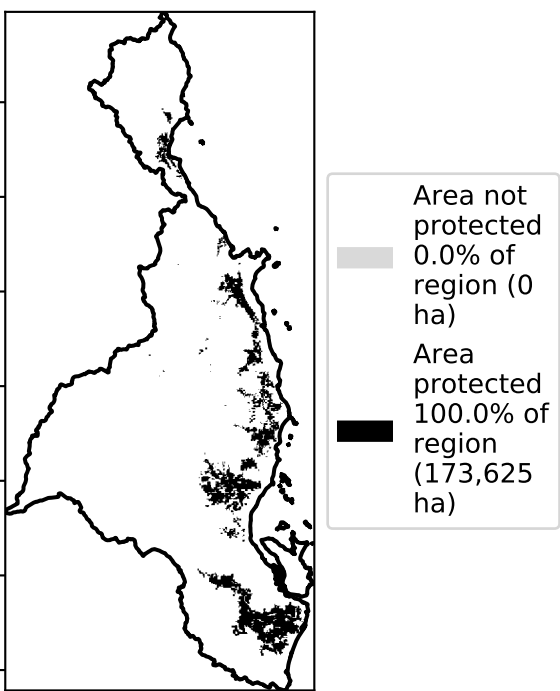 Area not
protected
0.0% of
region (0
ha)
Area
protected
100.0% of
region
(173,625
ha)